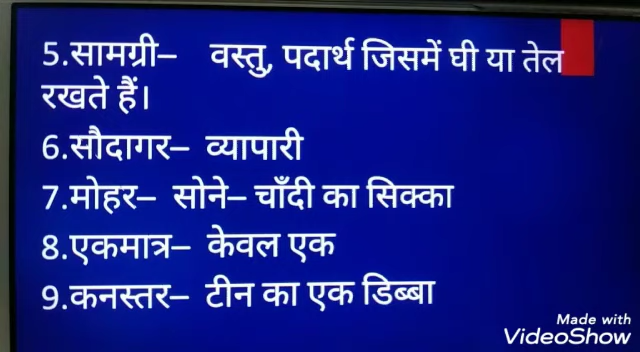 5.सामग्री– वस्तु, पदार्थ जिसमें घी या तेल
रखते हैं।
6.सौदागर– व्यापारी
7.मोहर– सोने– चाँदी का सिक्का
8.एकमात्र– केवल एक
9.कनस्तर– टीन का एक डिब्बा
Made with
VideoShow